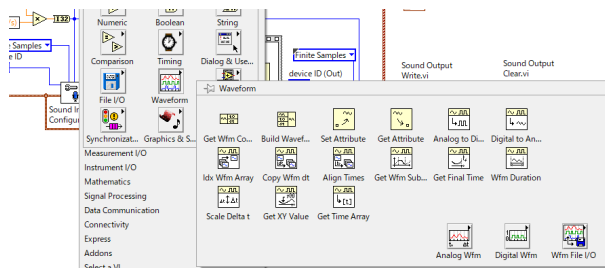 I32
Numeric Boolean String
Samples
ID
Finite Samples
Comparison Timing Dialog & Use...
device ID (Out)
Sound Output
Write.vi
Sound Output
Clear.vi
File I/O Waveform
Sound In
Configur
Synchronizat... Graphics & S...
Waveform
Get Wfm Co... Build Wavef... Set Attribute Get Attribute Analog to Di... Digital to An...
Measurement I/O
Instrument I/O
Mathematics
Idx Wfm Array Copy Wfm dt Align Times Get Wfm Sub... Get Final Time Wfm Duration
Signal Processing
Data Communication
Scale Delta t Get XY Value Get Time Array
Connectivity
Express
Addons
Analog Wfm Digital Wfm Wfm File I/O
Select a VI